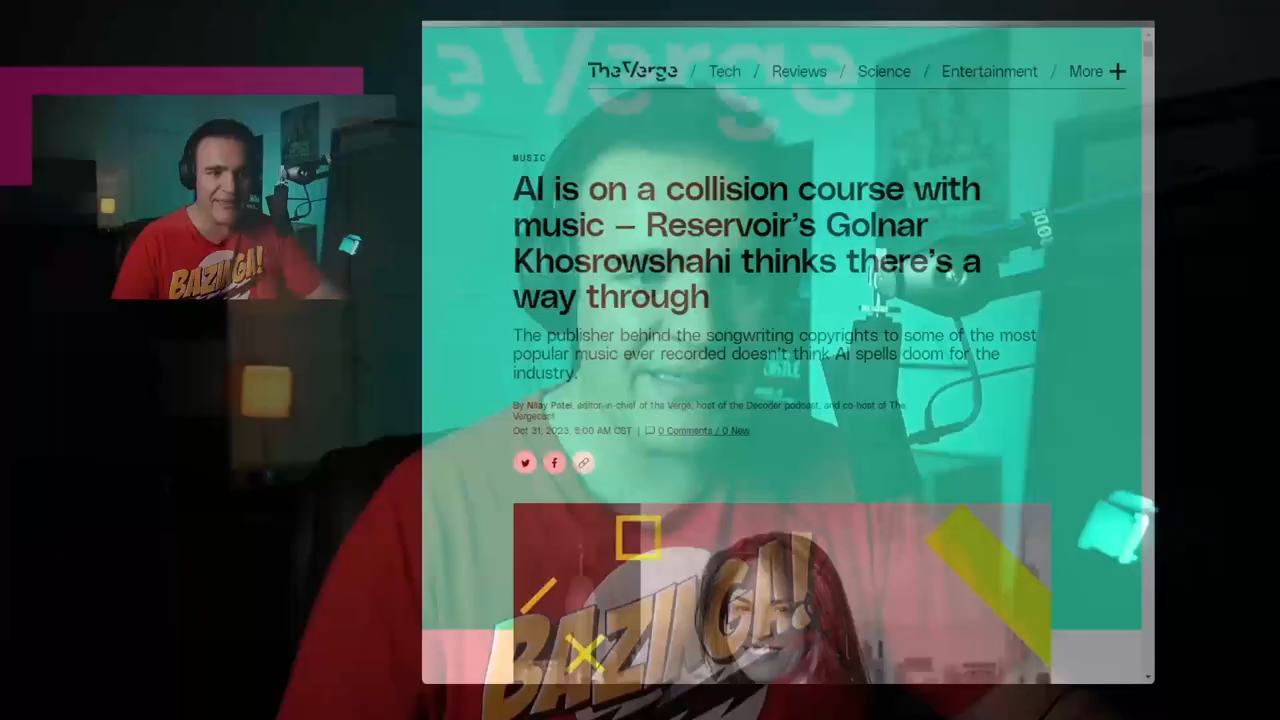 The Verge
The Verge / Tech / Reviews / Science / Entertainment / More +
MUSIC
AI is on a collision course with
music – Reservoir's Golnar
Khosrowshahi thinks there's a
way through
The publisher behind the songwriting copyrights to some of the most
popular music ever recorded doesn't think AI spells doom for the
industry.
By Nilay Patel, editor-in-chief of the Verge, host of the Decoder podcast, and co-host of The
Vergecast
Oct 31, 2023, 9:00 AM CST | 0 Comments / 0 New
BAZINGA!
BAZINGA!